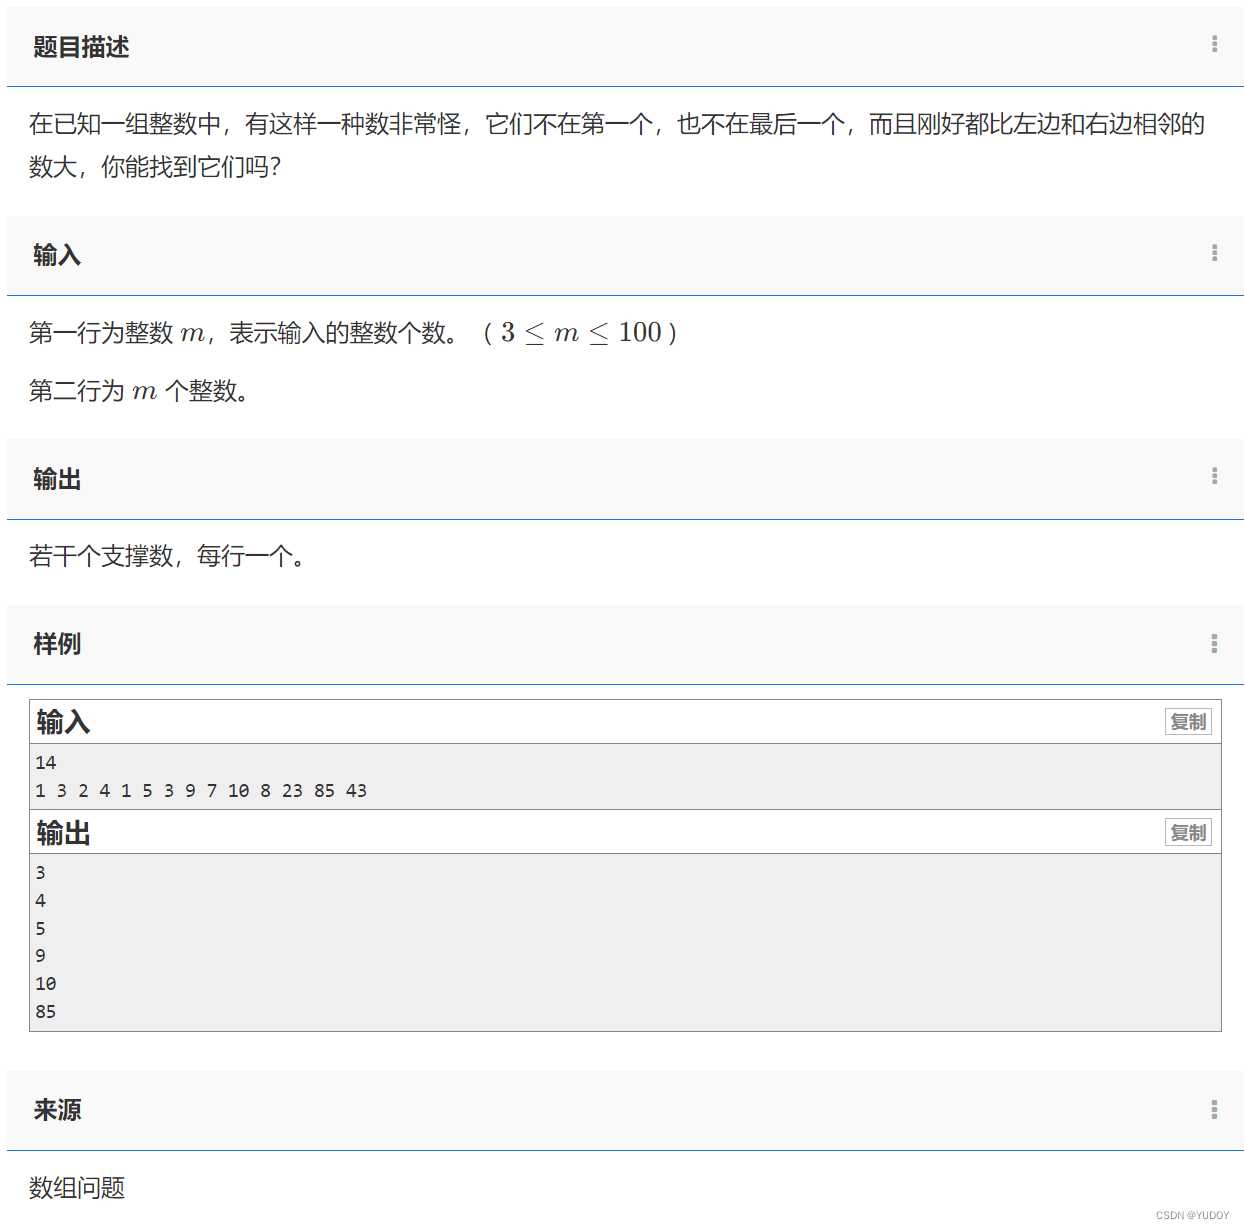 题目描述
在已知一组整数中，有这样一种数非常怪，它们不在第一个，也不在最后一个，而且刚好都比左边和右边相邻的
数大，你能找到它们吗？
输入
第一行为整数 m，表示输入的整数个数。（ 3 ≤ m ≤ 100 ）
第二行为 m 个整数。
输出
若干个支撑数，每行一个。
样例
输入 复制
14
1 3 2 4 1 5 3 9 7 10 8 23 85 43
输出 复制
3
4
5
9
10
85
来源
数组问题
CSDN @YUDOY